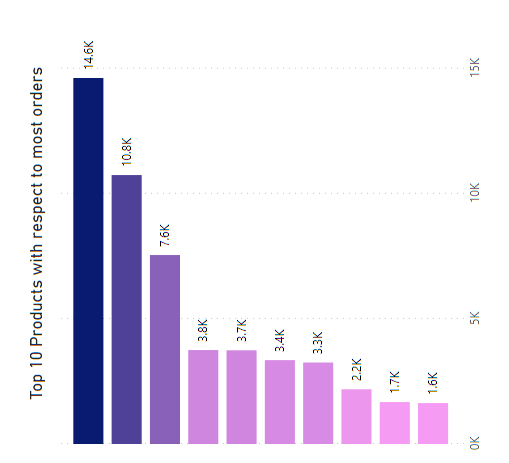 Top 10 Products with respect to most orders
14.6K
10.8K
7.6K
3.8K
3.7K
3.4K
3.3K
2.2K
1.7K
1.6K
0K
5K
10K
15K